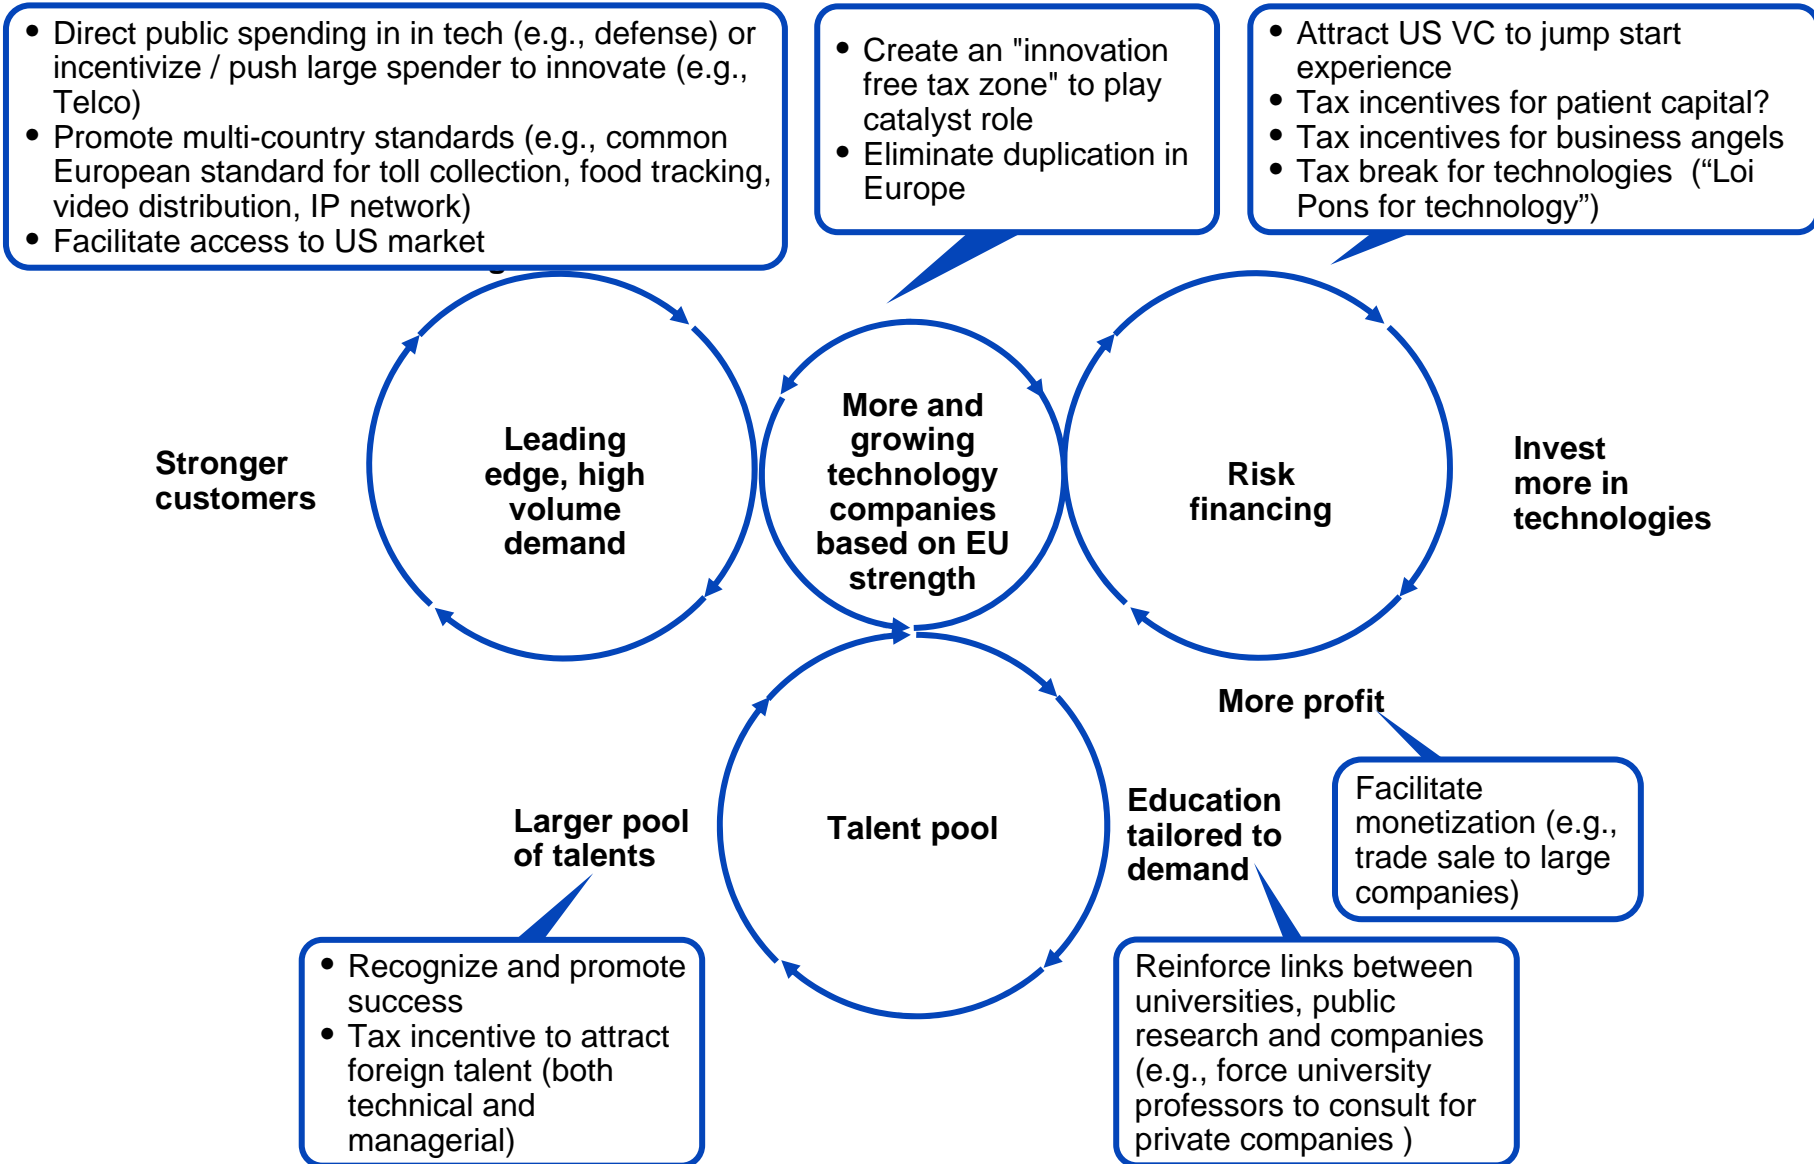 • Direct public spending in in tech (e.g., defense) or
incentivize / push large spender to innovate (e.g.,
Telco)
• Promote multi-country standards (e.g., common
European standard for toll collection, food tracking,
video distribution, IP network)
• Facilitate access to US market
• Create an "innovation
free tax zone" to play
catalyst role
• Eliminate duplication in
Europe
• Attract US VC to jump start
experience
• Tax incentives for patient capital?
• Tax incentives for business angels
• Tax break for technologies (“Loi
Pons for technology”)
Stronger
customers
Leading
edge, high
volume
demand
More and
growing
technology
companies
based on EU
strength
Risk
financing
Invest
more in
technologies
More profit
Facilitate
monetization (e.g.,
trade sale to large
companies)
Larger pool
of talents
Talent pool
Education
tailored to
demand
• Recognize and promote
success
• Tax incentive to attract
foreign talent (both
technical and
managerial)
Reinforce links between
universities, public
research and companies
(e.g., force university
professors to consult for
private companies )